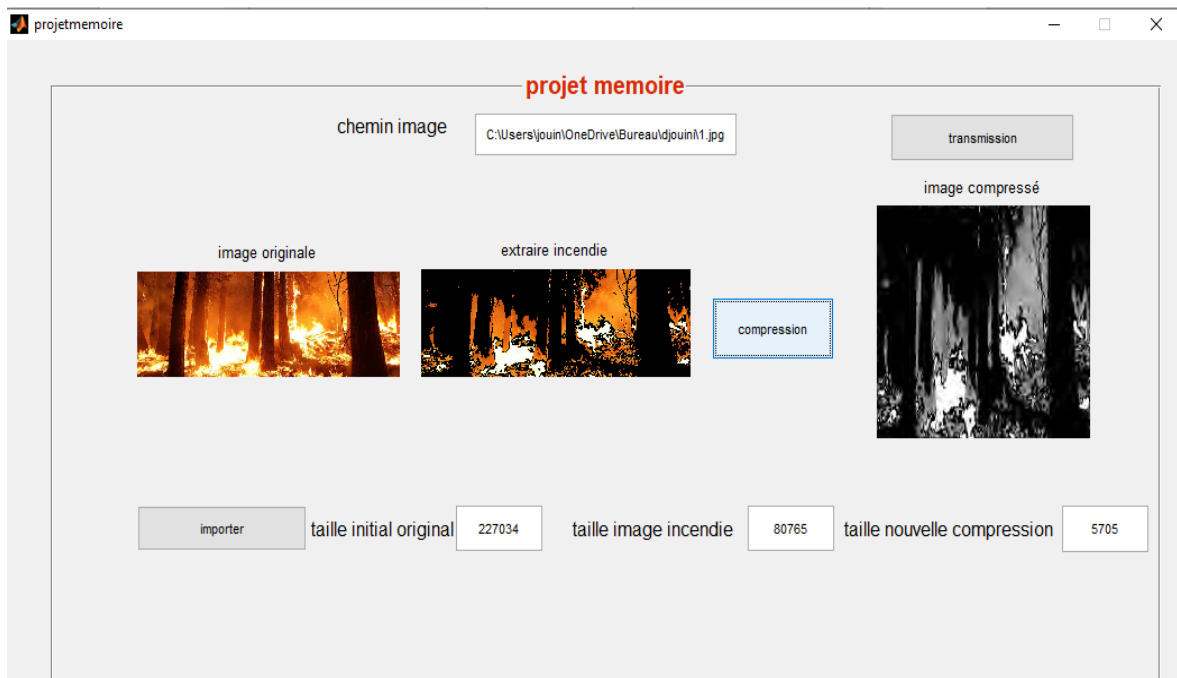 projetmemoire
projet memoire
chemin image
C:\Users\jouin\OneDrive\Bureau\djouini\1.jpg
transmission
image compressé
image originale
extraire incendie
compression
importer
taille initial original
227034
taille image incendie
80765
taille nouvelle compression
5705